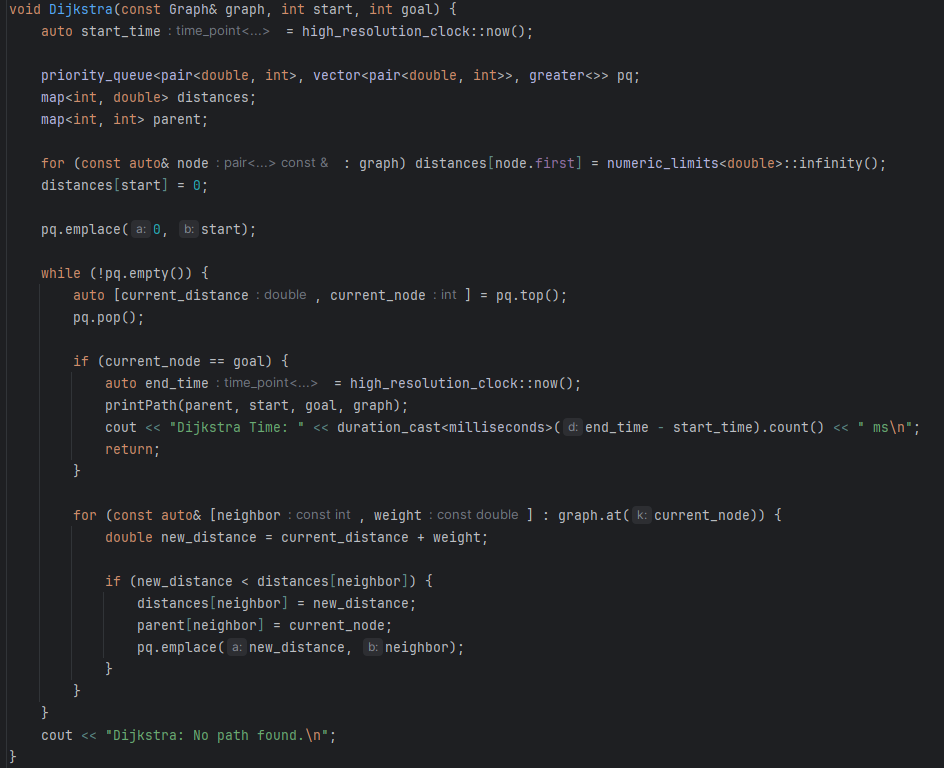 void Dijkstra(const Graph& graph, int start, int goal) {
    auto start_time : time_point<...>  = high_resolution_clock::now();

    priority_queue<pair<double, int>, vector<pair<double, int>>, greater<>> pq;
    map<int, double> distances;
    map<int, int> parent;

    for (const auto& node : pair<...> const &  : graph) distances[node.first] = numeric_limits<double>::infinity();
    distances[start] = 0;

    pq.emplace( a: 0,  b: start);

    while (!pq.empty()) {
        auto [current_distance : double , current_node : int ] = pq.top();
        pq.pop();

        if (current_node == goal) {
            auto end_time : time_point<...>  = high_resolution_clock::now();
            printPath(parent, start, goal, graph);
            cout << "Dijkstra Time: " << duration_cast<milliseconds>( d: end_time - start_time).count() << " ms\n";
            return;
        }

        for (const auto& [neighbor : const int , weight : const double ] : graph.at( k: current_node)) {
            double new_distance = current_distance + weight;

            if (new_distance < distances[neighbor]) {
                distances[neighbor] = new_distance;
                parent[neighbor] = current_node;
                pq.emplace( a: new_distance,  b: neighbor);
            }
        }
    }
    cout << "Dijkstra: No path found.\n";
}